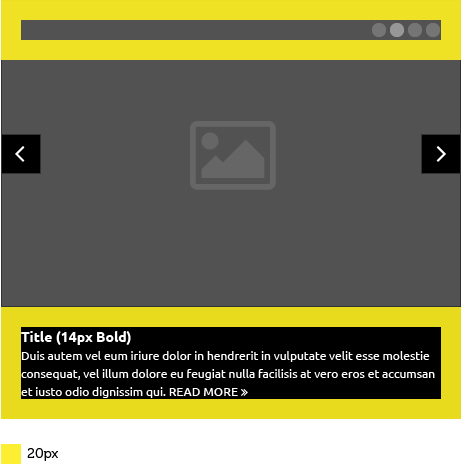 Title (14px Bold)
Duis autem vel eum iriure dolor in hendrerit in vulputate velit esse molestie
consequat, vel illum dolore eu feugiat nulla facilisis at vero eros et accumsan
et iusto odio dignissim qui. READ MORE »
20px